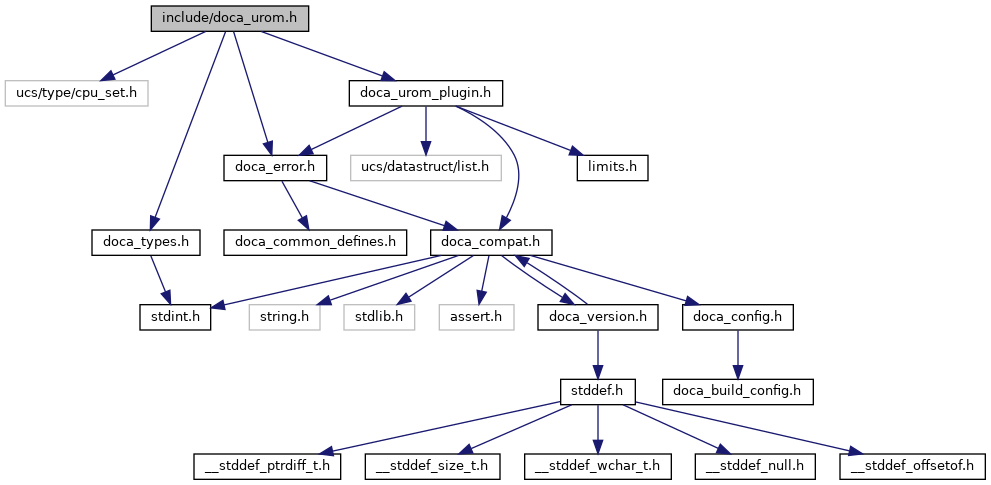 include/doca_urom.h
ucs/type/cpu_set.h
doca_urom_plugin.h
doca_error.h
ucs/datastruct/list.h
limits.h
doca_types.h
doca_common_defines.h
doca_compat.h
stdint.h
string.h
stdlib.h
assert.h
doca_version.h
doca_config.h
stddef.h
doca_build_config.h
__stddef_ptrdiff_t.h
__stddef_size_t.h
__stddef_wchar_t.h
__stddef_null.h
__stddef_offsetof.h